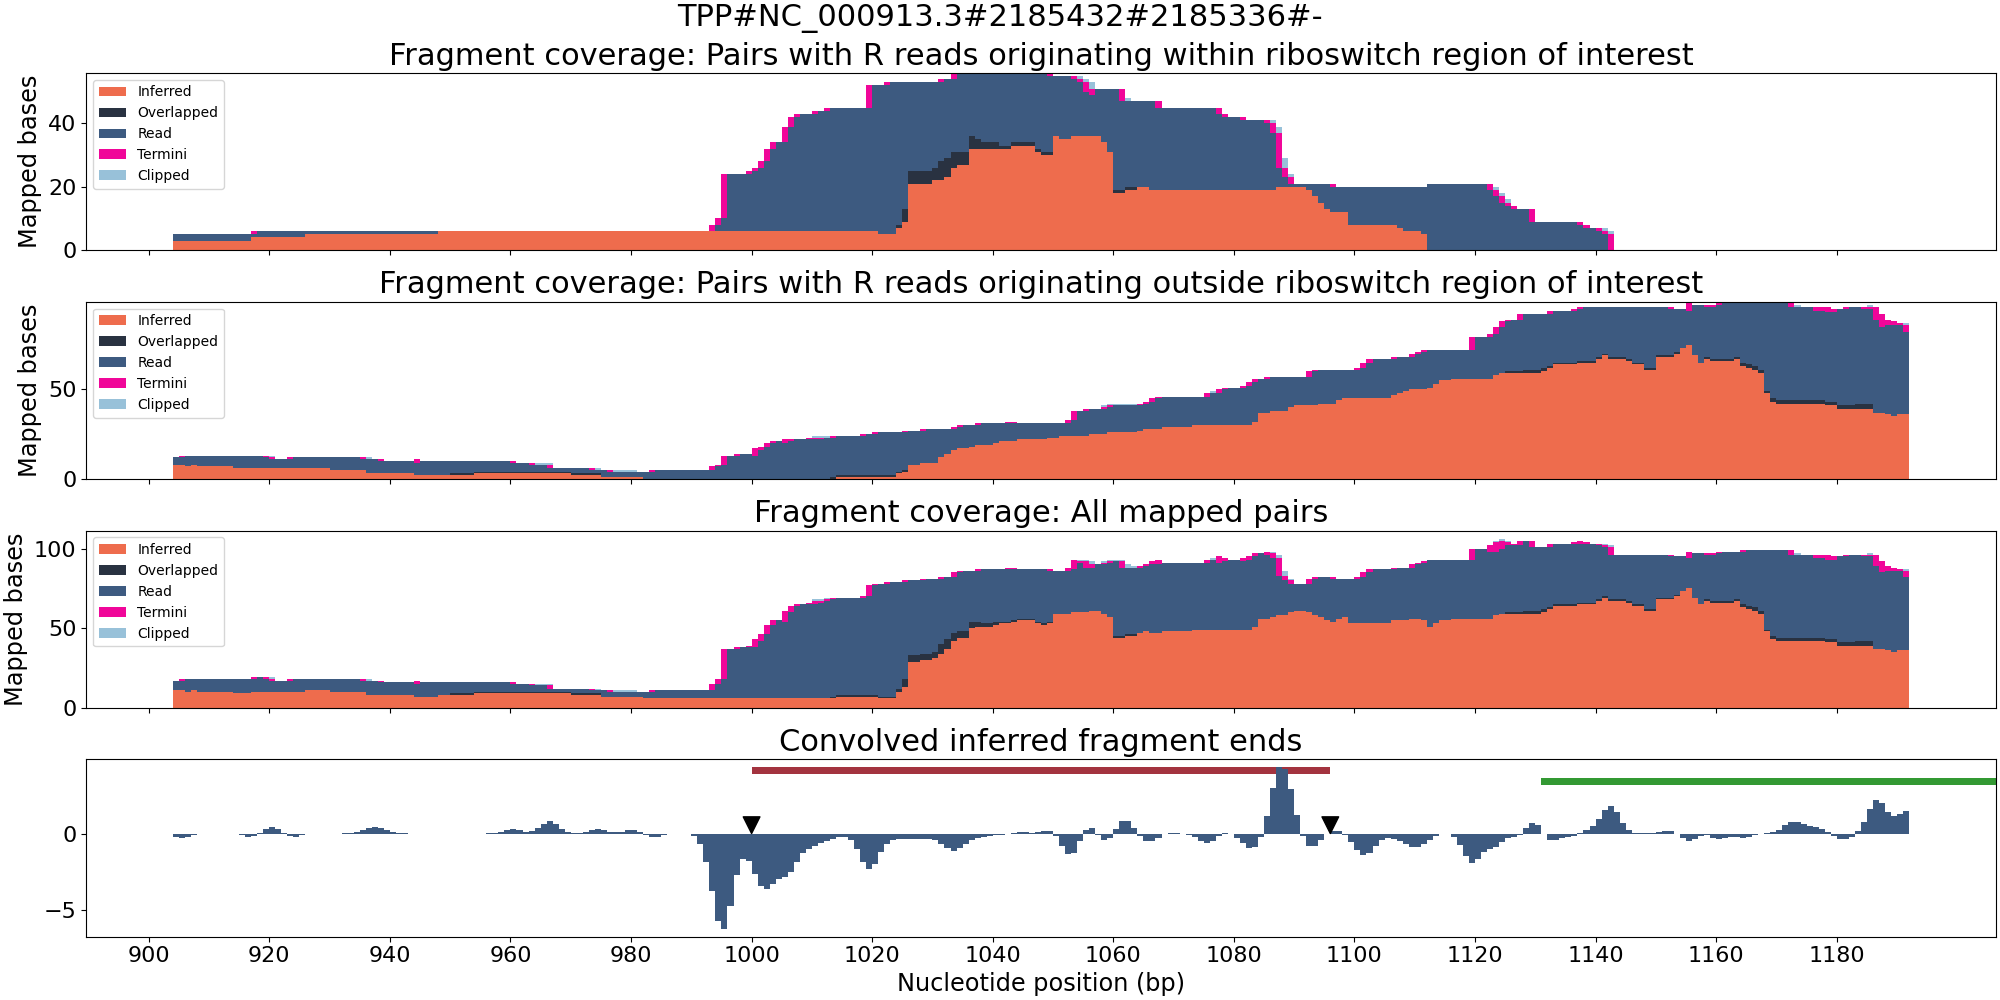 TPP#NC_000913.3#2185432#2185336#-
Fragment coverage: Pairs with R reads originating within riboswitch region of interest
Mapped bases
40
20
0
Inferred
Overlapped
Read
Termini
Clipped
Fragment coverage: Pairs with R reads originating outside riboswitch region of interest
Mapped bases
50
0
Inferred
Overlapped
Read
Termini
Clipped
Fragment coverage: All mapped pairs
Mapped bases
100
50
0
Inferred
Overlapped
Read
Termini
Clipped
Convolved inferred fragment ends
0
−5
900 920 940 960 980 1000 1020 1040 1060 1080 1100 1120 1140 1160 1180
Nucleotide position (bp)